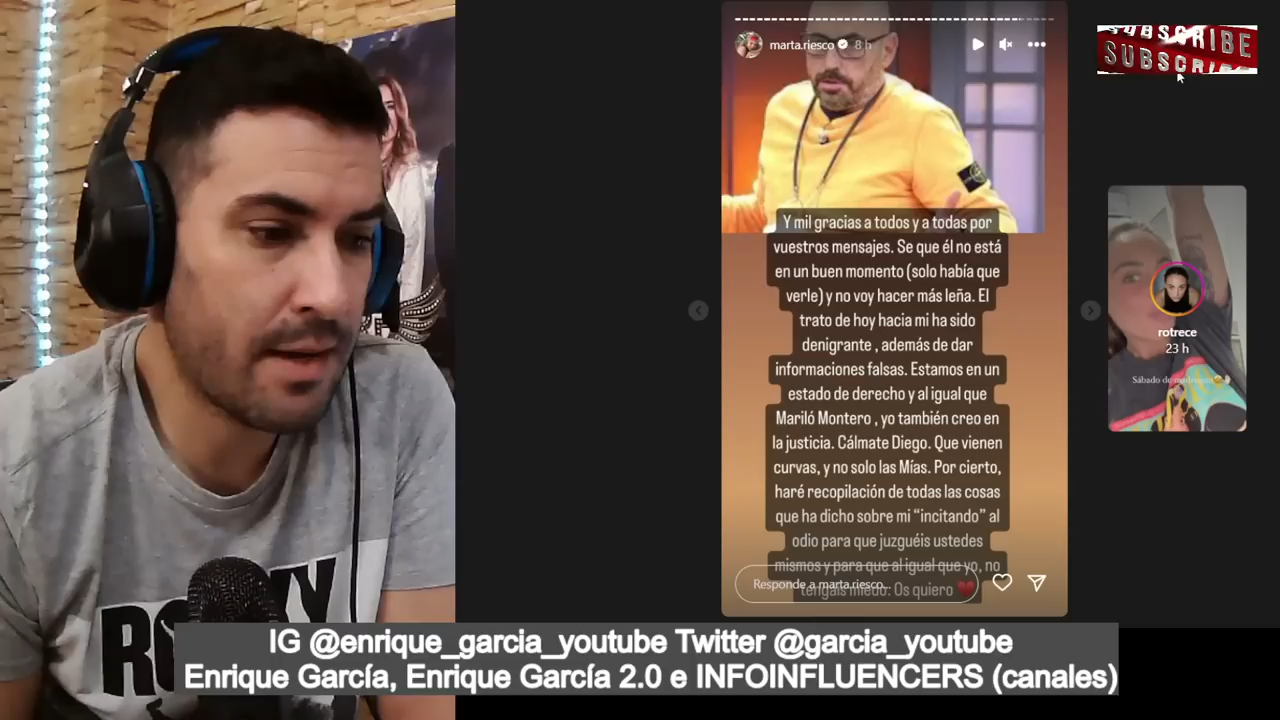 marta.riesco 8 h
SUBSCRIBE
SUBSCRIBE
Y mil gracias a todos y a todas por
vuestros mensajes. Se que él no está
en un buen momento (solo había que
verle) y no voy hacer más leña. El
trato de hoy hacia mi ha sido
denigrante , además de dar
informaciones falsas. Estamos en un
estado de derecho y al igual que
Mariló Montero , yo también creo en
la justicia. Cálmate Diego. Que vienen
curvas, y no solo las Mías. Por cierto,
haré recopilación de todas las cosas
que ha dicho sobre mi “incitando” al
odio para que juzguéis ustedes
mismos y para que al igual que yo, no
tengáis miedo. Os quiero ❤️
Responde a marta.riesco...
rotrece
23 h
Sábado de
IG @enrique_garcia_youtube Twitter @garcia_youtube
Enrique García, Enrique García 2.0 e INFOINFLUENCERS (canales)